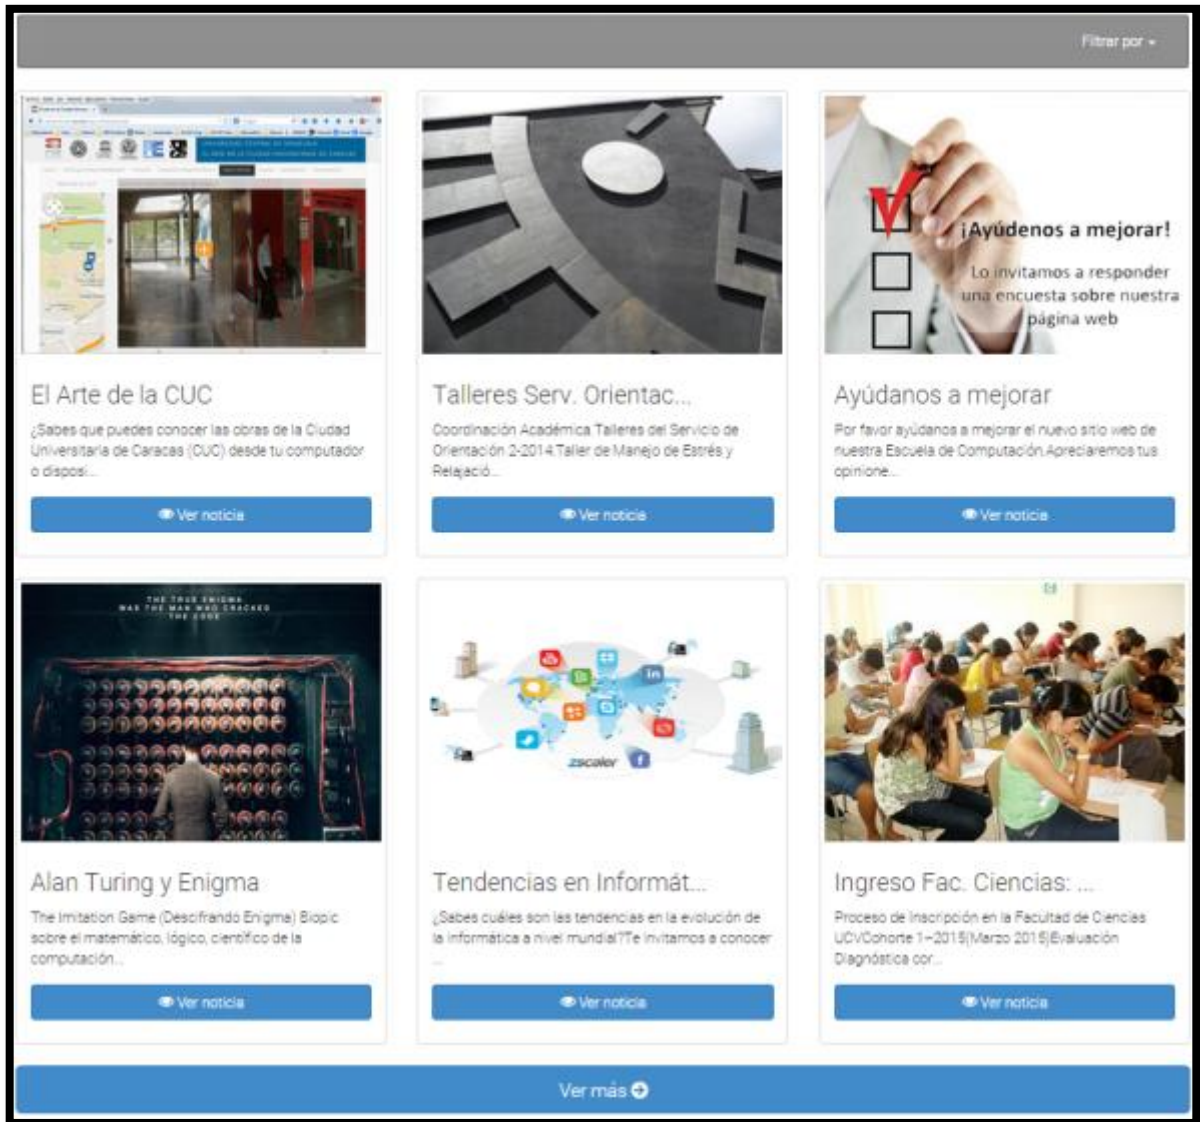 Filtrar por
¡Ayúdenos a mejorar!
Lo invitamos a responder
una encuesta sobre nuestra
página web
El Arte de la CUC
¿Sabes que puedes conocer las obras de la Ciudad
Universitaria de Caracas (CUC) desde tu computador
o disposi...
Ver noticia
Talleres Serv. Orientac...
Coordinación Académica Talleres del Servicio de
Orientación 2-2014.Taller de Manejo de Estrés y
Relajació...
Ver noticia
Ayúdanos a mejorar
Por favor ayúdanos a mejorar el nuevo sitio web de
nuestra Escuela de Computación.Apreciaremos tus
opinione...
Ver noticia
THE TRUE ENIGMA
WAS THE MAN WHO CRACKED
THE CODE
in
zscaler
f
Alan Turing y Enigma
The Imitation Game (Descifrando Enigma) Biopic
sobre el matemático, lógico, científico de la
computación...
Ver noticia
Tendencias en Informát...
¿Sabes cuáles son las tendencias en la evolución de
la informática a nivel mundial?Te invitamos a conocer
...
Ver noticia
Ingreso Fac. Ciencias: ...
Proceso de Inscripción en la Facultad de Ciencias
UCVCohorte 1–2015(Marzo 2015)Evaluación
Diagnóstica cor...
Ver noticia
Ver más